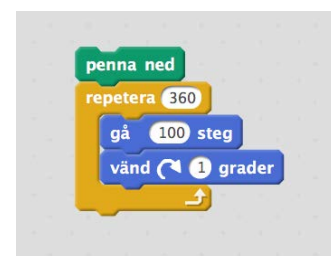 penna ned
repetera 360
gå 100 steg
vänd 1 grader